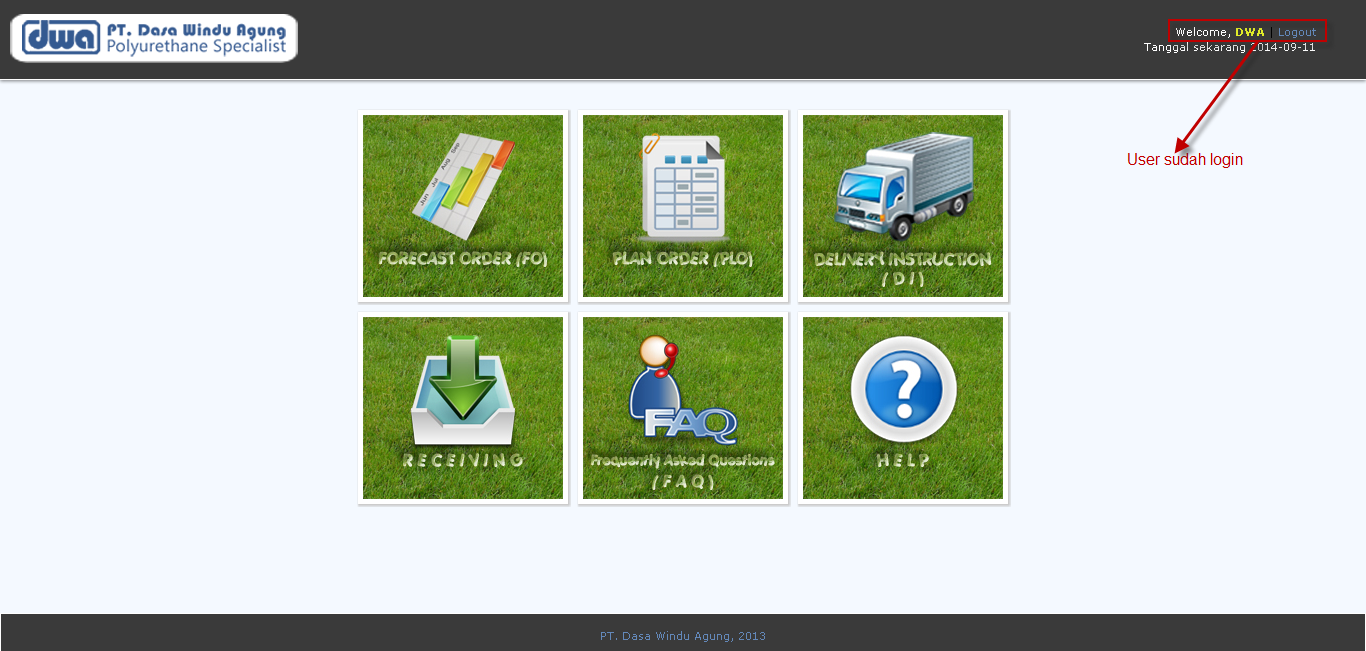 dwa PT. Dasa Windu Agung
Polyurethane Specialist
Welcome, DWA | Logout
Tanggal sekarang 2014-09-11
User sudah login
Jun Jul Aug Sep
FORECAST ORDER (FO)
PLAN ORDER (PLO)
DELIVERY INSTRUCTION
(DI)
RECEIVING
FAQ
Frequently Asked Questions
(FAQ)
?
HELP
PT. Dasa Windu Agung, 2013